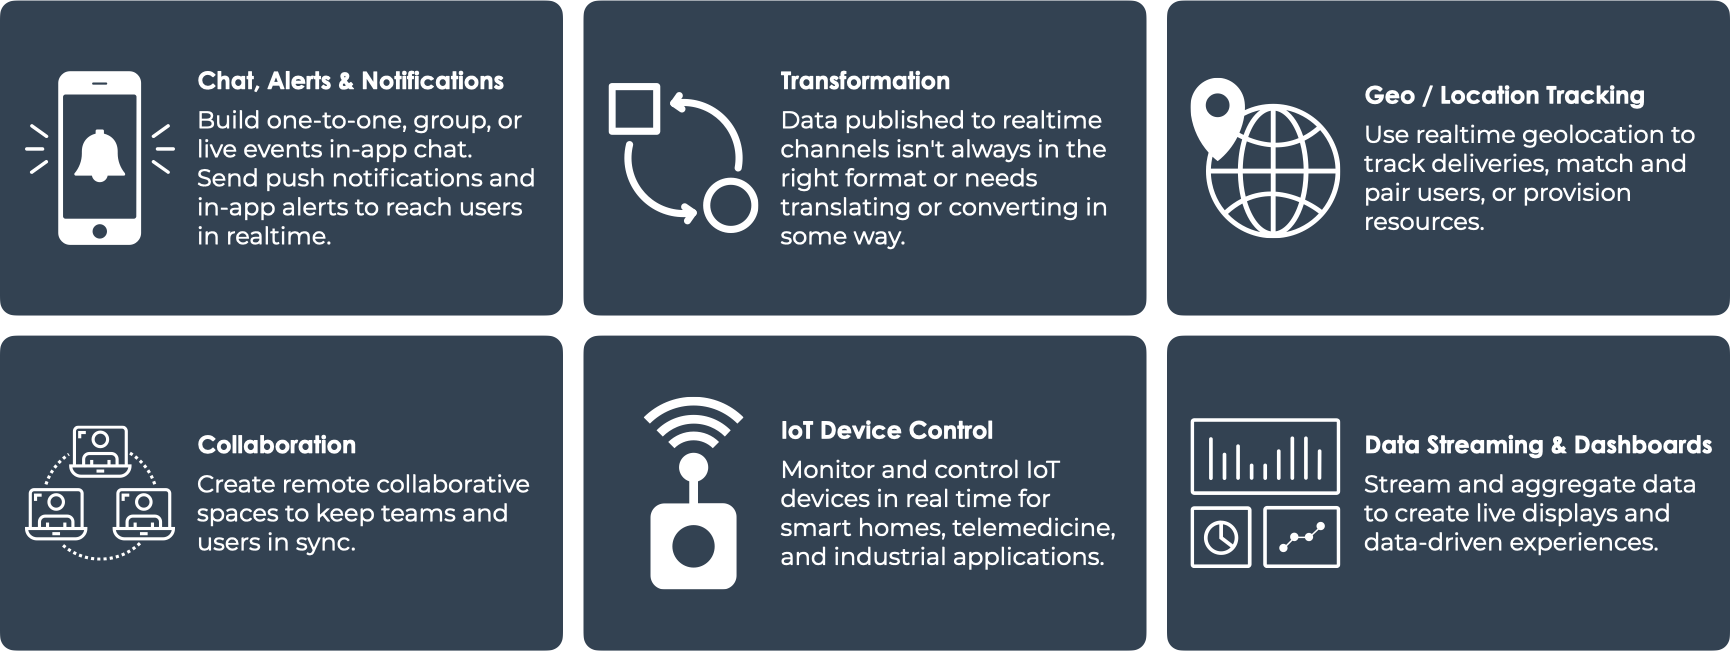 Chat, Alerts & Notifications
Build one-to-one, group, or
live events in-app chat.
Send push notifications and
in-app alerts to reach users
in realtime.
Transformation
Data published to realtime
channels isn't always in the
right format or needs
translating or converting in
some way.
Geo / Location Tracking
Use realtime geolocation to
track deliveries, match and
pair users, or provision
resources.
Collaboration
Create remote collaborative
spaces to keep teams and
users in sync.
IoT Device Control
Monitor and control IoT
devices in real time for
smart homes, telemedicine,
and industrial applications.
Data Streaming & Dashboards
Stream and aggregate data
to create live displays and
data-driven experiences.